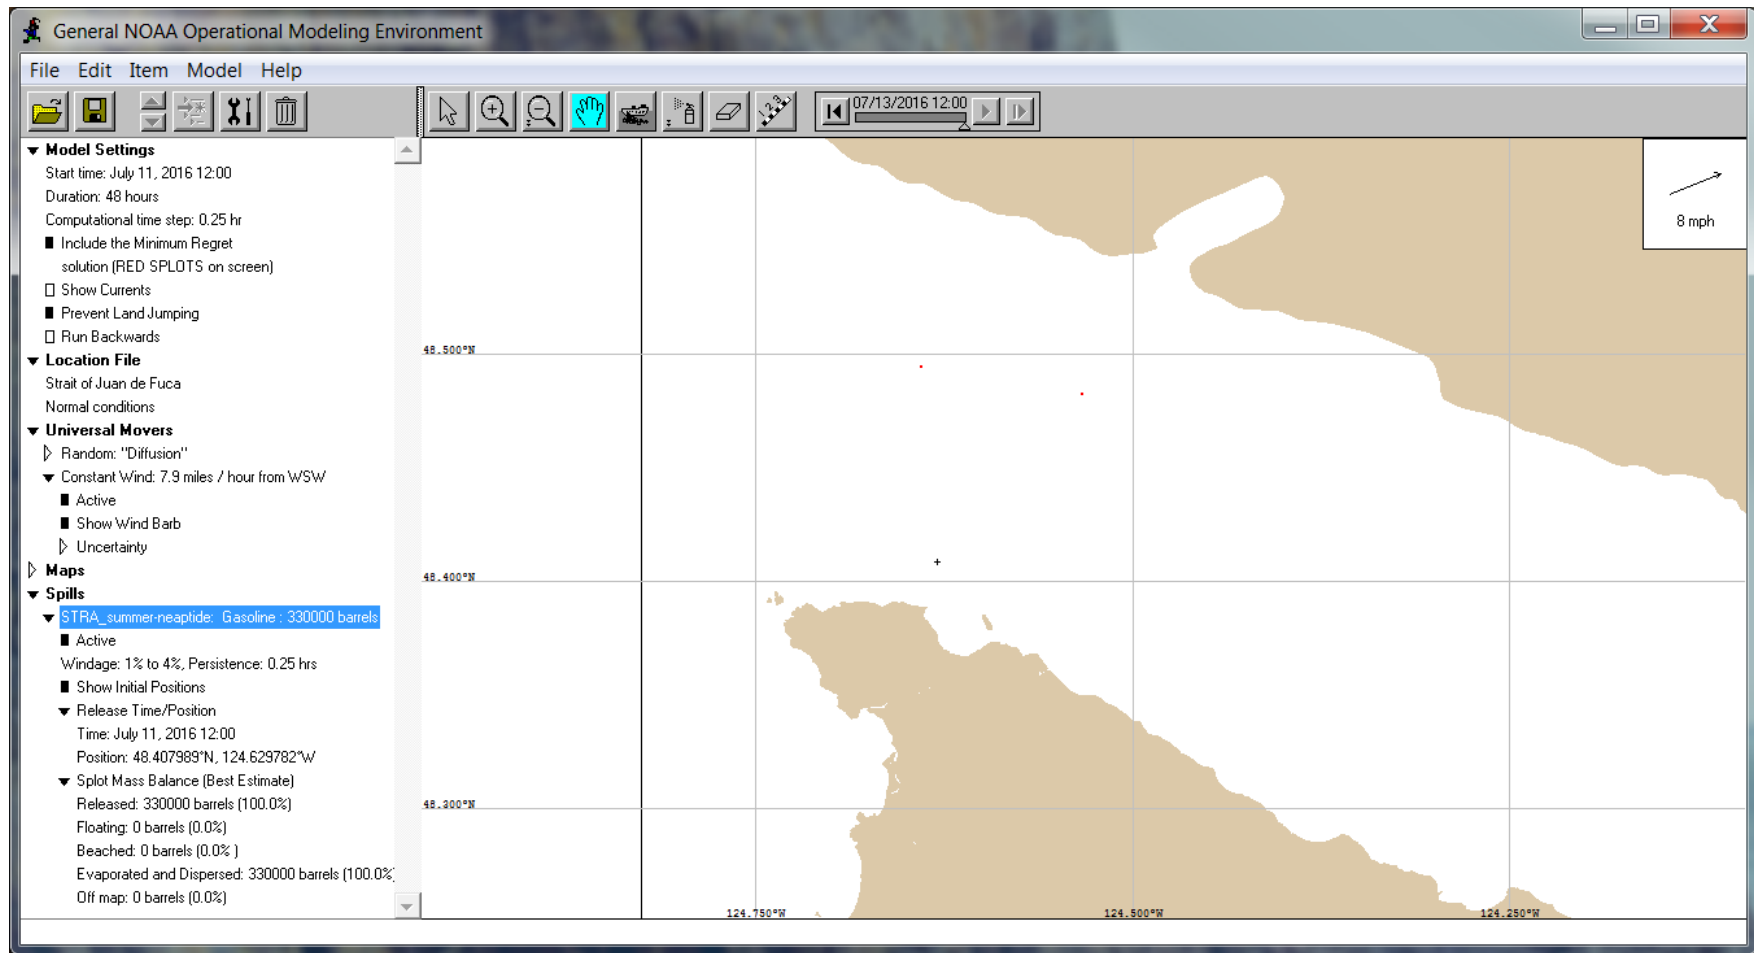 General NOAA Operational Modeling Environment
File Edit Item Model Help
1 2 3
07/13/2016 12:00
Model Settings
Start time: July 11, 2016 12:00
Duration: 48 hours
Computational time step: 0.25 hr
Include the Minimum Regret
solution (RED SPLOTS on screen)
Show Currents
Prevent Land Jumping
Run Backwards
Location File
Strait of Juan de Fuca
Normal conditions
Universal Movers
Random: "Diffusion"
Constant Wind: 7.9 miles / hour from WSW
Active
Show Wind Barb
Uncertainty
Maps
Spills
STRA_summer-neaptide: Gasoline : 330000 barrels
Active
Windage: 1% to 4%, Persistence: 0.25 hrs
Show Initial Positions
Release Time/Position
Time: July 11, 2016 12:00
Position: 48.407989°N, 124.629782°W
Splot Mass Balance (Best Estimate)
Released: 330000 barrels (100.0%)
Floating: 0 barrels (0.0%)
Beached: 0 barrels (0.0% )
Evaporated and Dispersed: 330000 barrels (100.0%)
Off map: 0 barrels (0.0%)
8 mph
48.500°N
48.400°N
48.300°N
124.750°W
124.500°W
124.250°W